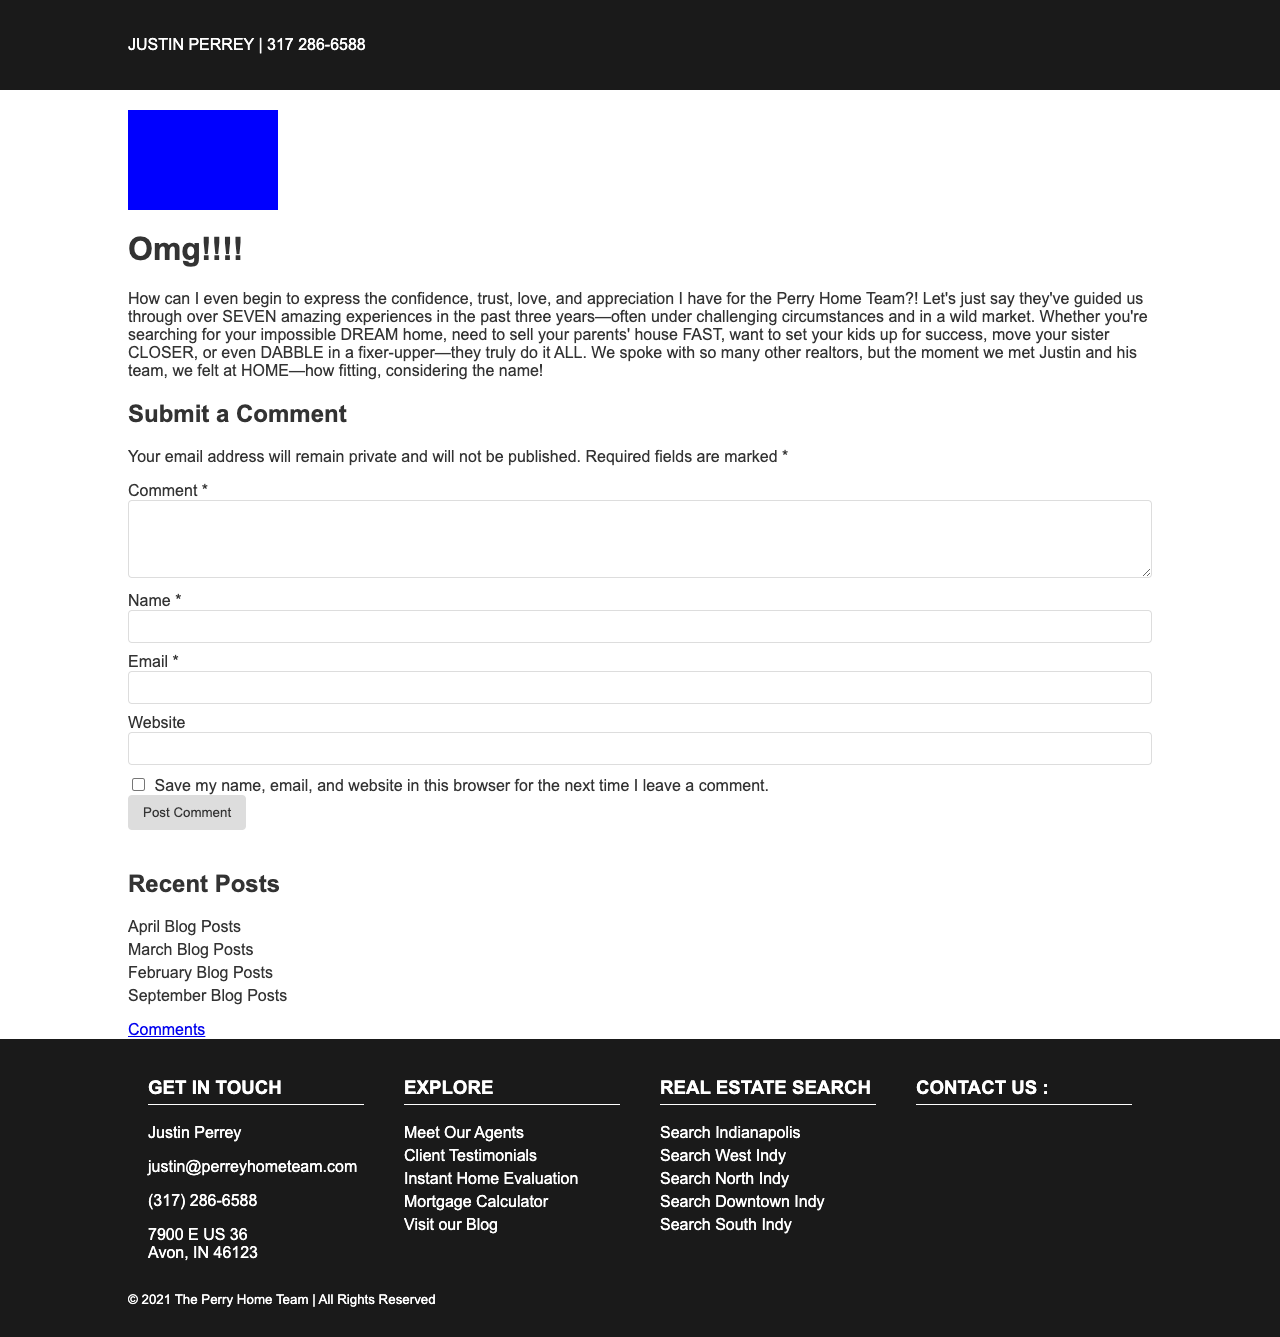 JUSTIN PERREY | 317 286-6588
Omg!!!!
How can I even begin to express the confidence, trust, love, and appreciation I have for the Perry Home Team?! Let's just say they've guided us
through over SEVEN amazing experiences in the past three years—often under challenging circumstances and in a wild market. Whether you're
searching for your impossible DREAM home, need to sell your parents' house FAST, want to set your kids up for success, move your sister
CLOSER, or even DABBLE in a fixer-upper—they truly do it ALL. We spoke with so many other realtors, but the moment we met Justin and his
team, we felt at HOME—how fitting, considering the name!
Submit a Comment
Your email address will remain private and will not be published. Required fields are marked *
Comment *
Name *
Email *
Website
Save my name, email, and website in this browser for the next time I leave a comment.
Post Comment
Recent Posts
April Blog Posts
March Blog Posts
February Blog Posts
September Blog Posts
Comments
GET IN TOUCH
Justin Perrey
justin@perreyhometeam.com
(317) 286-6588
7900 E US 36
Avon, IN 46123
EXPLORE
Meet Our Agents
Client Testimonials
Instant Home Evaluation
Mortgage Calculator
Visit our Blog
REAL ESTATE SEARCH
Search Indianapolis
Search West Indy
Search North Indy
Search Downtown Indy
Search South Indy
CONTACT US :
© 2021 The Perry Home Team | All Rights Reserved